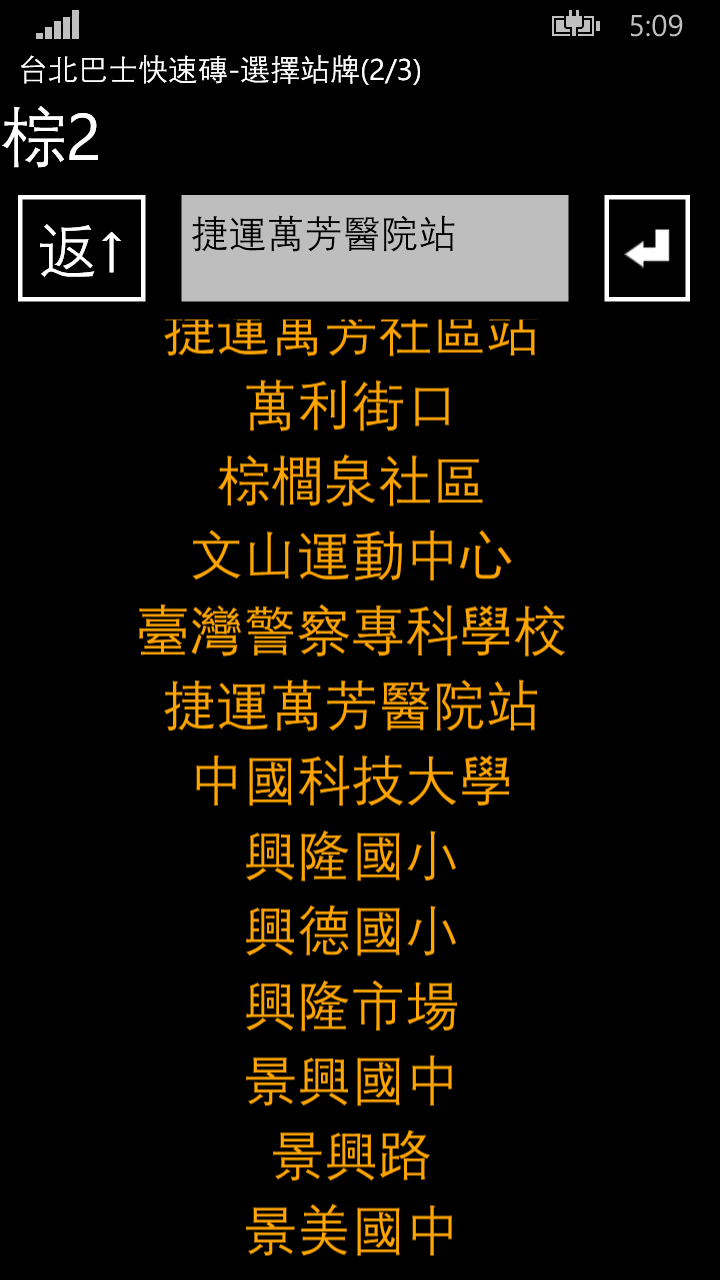 5:09
台北巴士快速磚-選擇站牌(2/3)
棕2
返↑
捷運萬芳醫院站
捷運萬芳社區站
萬利街口
棕櫚泉社區
文山運動中心
臺灣警察專科學校
捷運萬芳醫院站
中國科技大學
興隆國小
興德國小
興隆市場
景興國中
景興路
景美國中